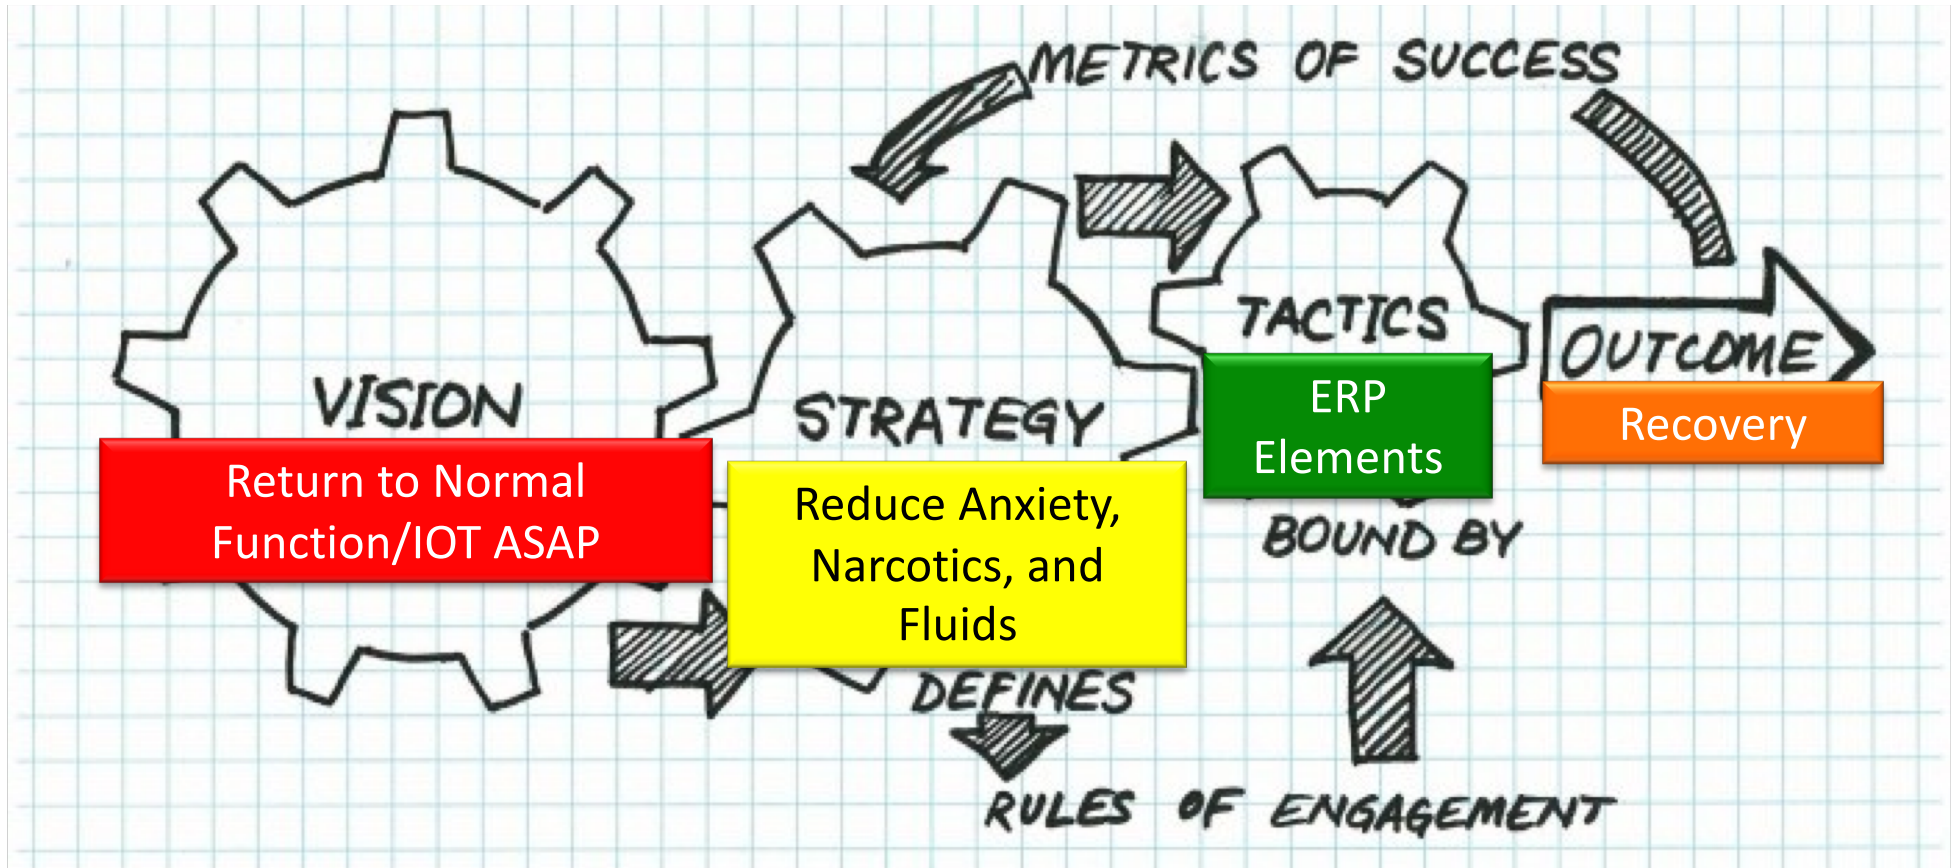 METRICS OF SUCCESS
VISION
Return to Normal
Function/IOT ASAP
STRATEGY
Reduce Anxiety,
Narcotics, and
Fluids
TACTICS
ERP
Elements
OUTCOME
Recovery
BOUND BY
DEFINES
RULES OF ENGAGEMENT